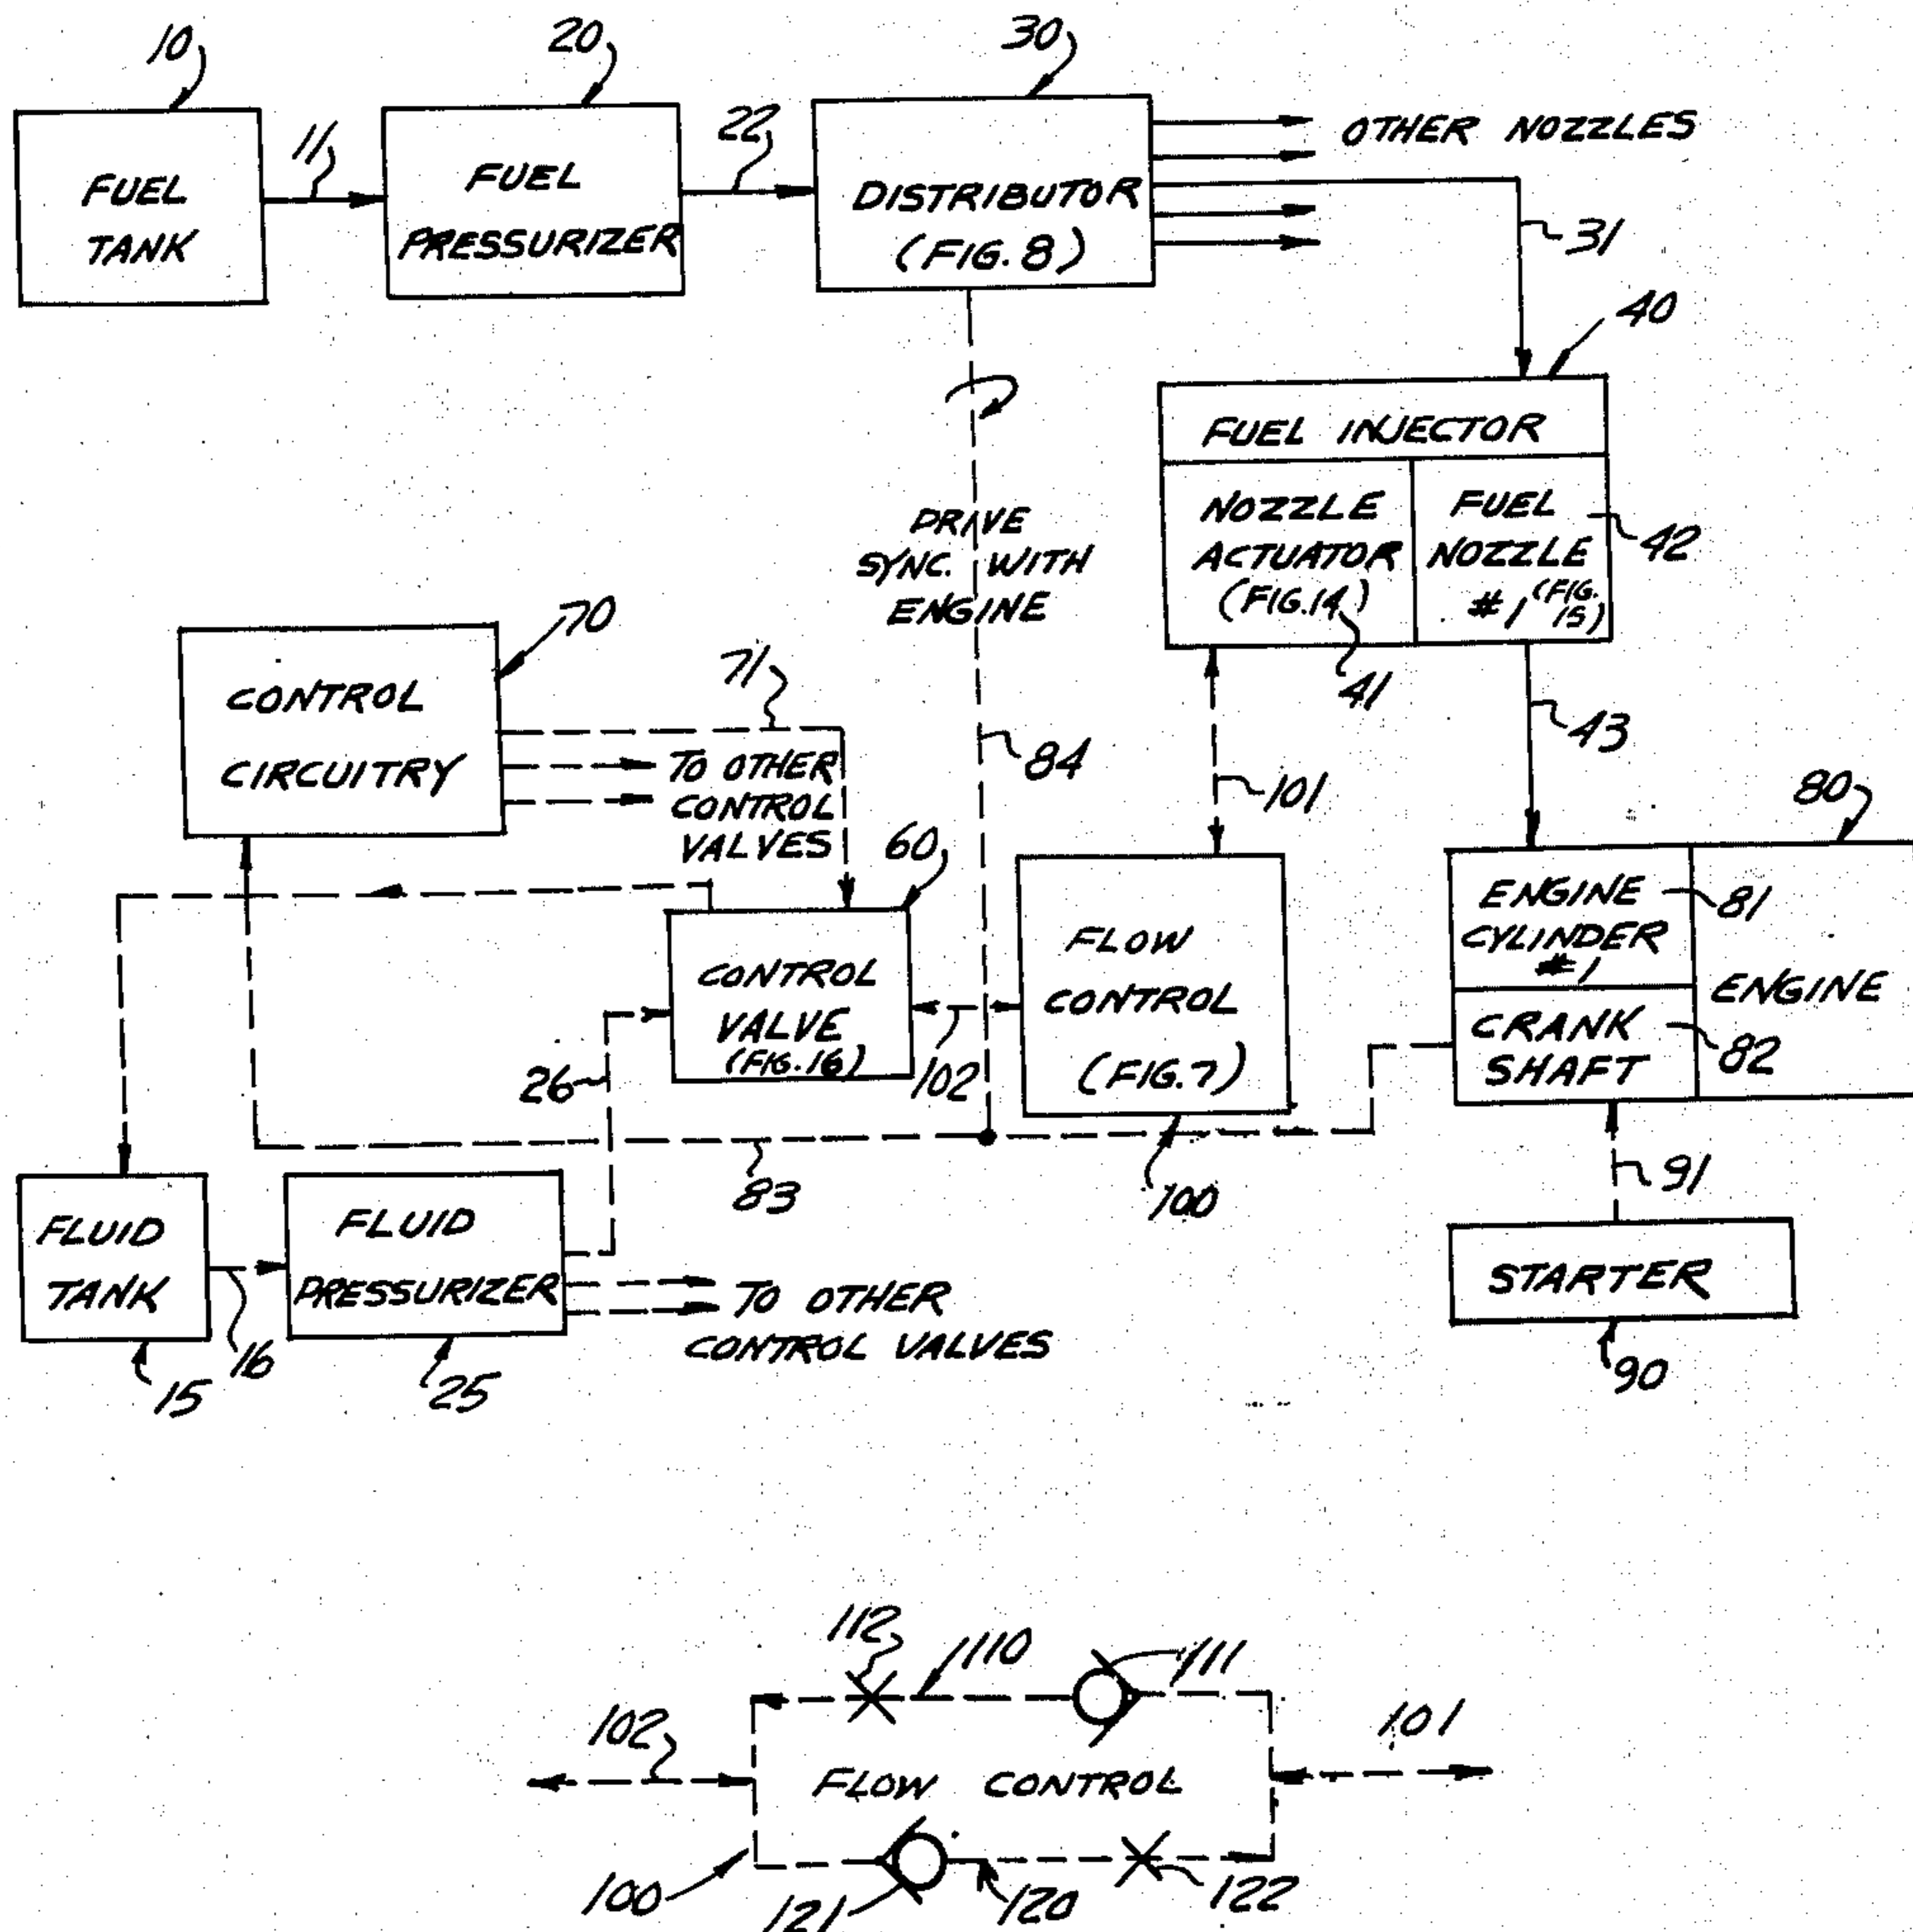 10
20
30
11
22
FUEL
TANK
FUEL
PRESSURIZER
DISTRIBUTOR
(FIG. 8)
OTHER NOZZLES
31
40
FUEL INJECTOR
NOZZLE
ACTUATOR
(FIG.14)
FUEL
NOZZLE
#1 (FIG.
15)
42
41
43
DRIVE
SYNC. WITH
ENGINE
84
70
CONTROL
CIRCUITRY
71
TO OTHER
CONTROL
VALVES
60
CONTROL
VALVE
(FIG. 16)
26
102
101
FLOW
CONTROL
(FIG. 7)
100
80
ENGINE
CYLINDER
#1
81
ENGINE
CRANK
SHAFT
82
83
91
STARTER
90
FLUID
TANK
15
16
FLUID
PRESSURIZER
25
TO OTHER
CONTROL VALVES
112
1110
111
102
FLOW CONTROL
101
100
121
120
122